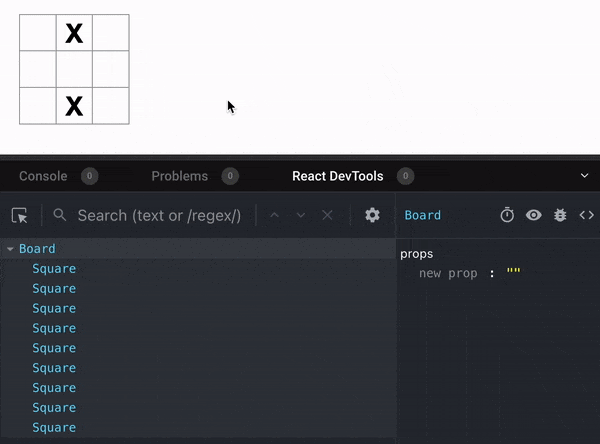 X
X
Console 0 Problems 0 React DevTools 0
Search (text or /regex/) Board <>
Board props
new prop : ""
Square
Square
Square
Square
Square
Square
Square
Square
Square